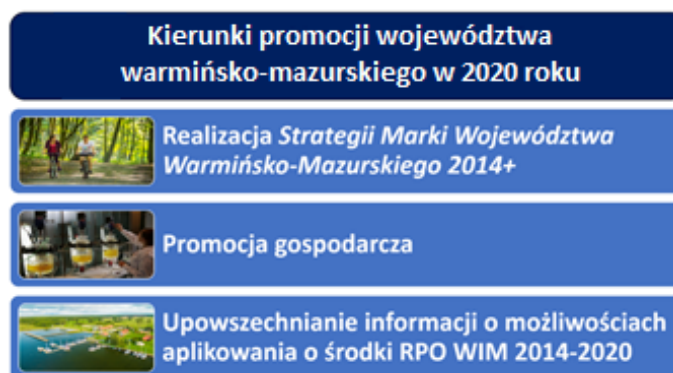 Kierunki promocji województwa
warmińsko-mazurskiego w 2020 roku
Realizacja Strategii Marki Województwa
Warmińsko-Mazurskiego 2014+
Promocja gospodarcza
Upowszechnianie informacji o możliwościach
aplikowania o środki RPO WIM 2014-2020